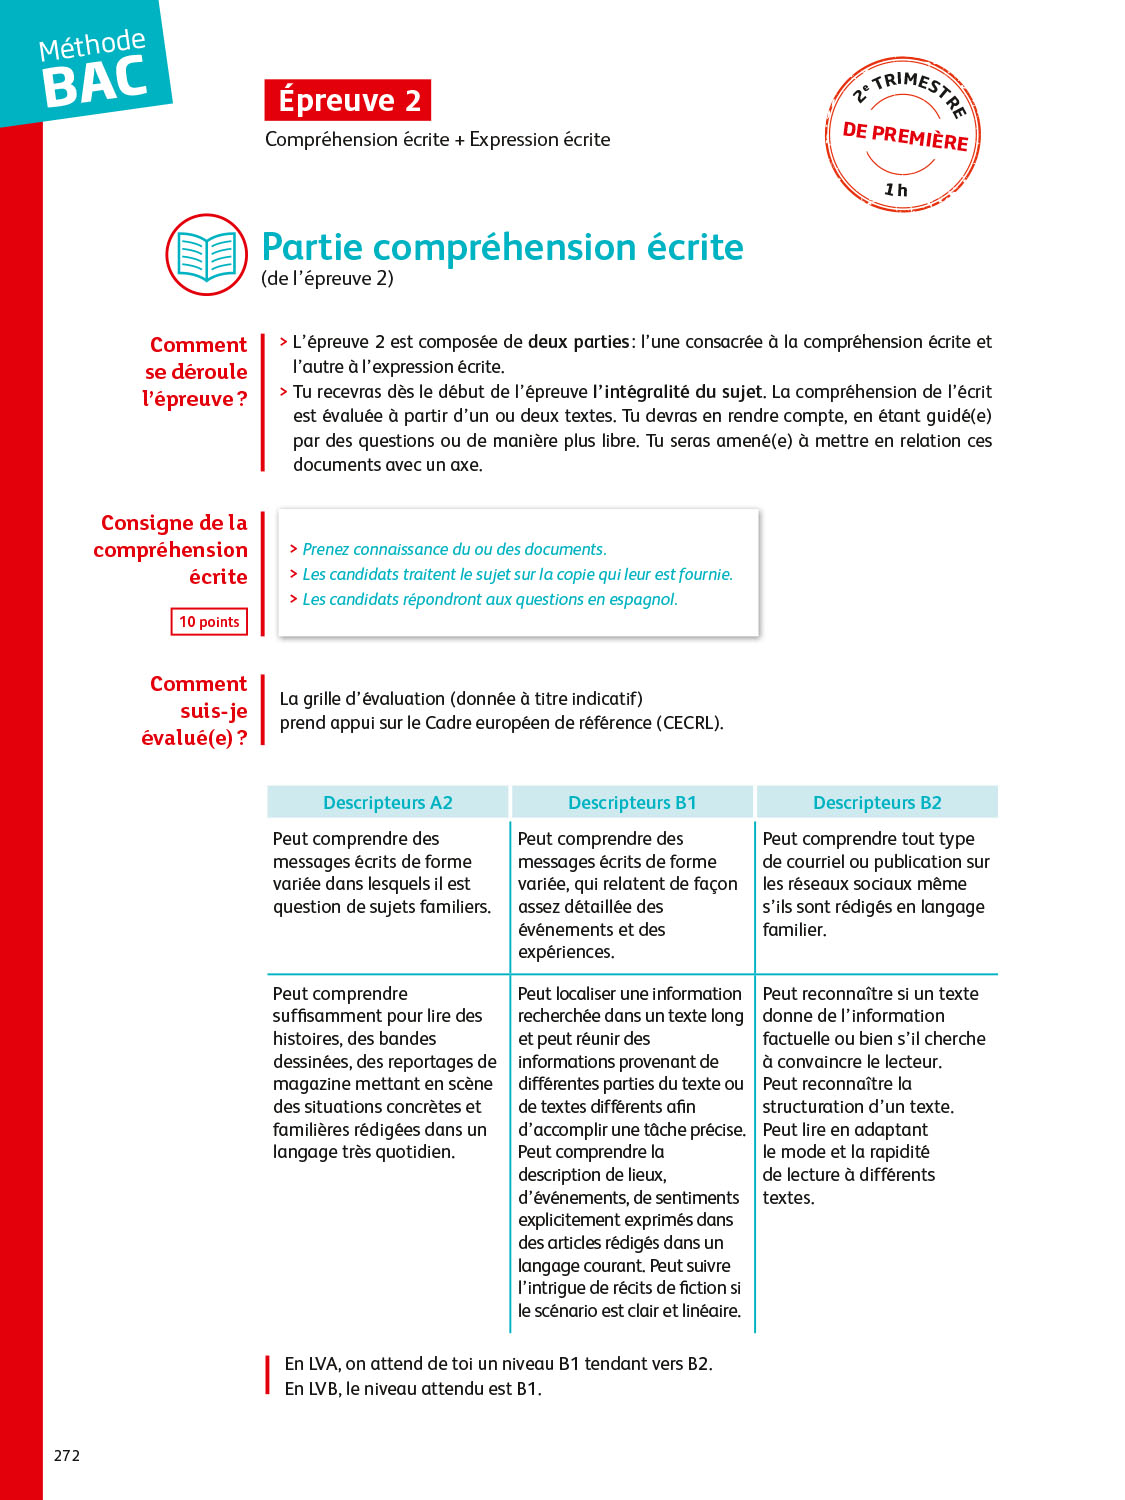 Méthode
BAC
Épreuve 2
Compréhension écrite + Expression écrite
2e TRIMESTRE
DE PREMIÈRE
1 h
Partie compréhension écrite
(de l’épreuve 2)
Comment
se déroule
l’épreuve ?
> L’épreuve 2 est composée de deux parties : l’une consacrée à la compréhension écrite et
l’autre à l’expression écrite.
> Tu recevras dès le début de l’épreuve l’intégralité du sujet. La compréhension de l’écrit
est évaluée à partir d’un ou deux textes. Tu devras en rendre compte, en étant guidé(e)
par des questions ou de manière plus libre. Tu seras amené(e) à mettre en relation ces
documents avec un axe.
Consigne de la
compréhension
écrite
10 points
> Prenez connaissance du ou des documents.
> Les candidats traitent le sujet sur la copie qui leur est fournie.
> Les candidats répondront aux questions en espagnol.
Comment
suis-je
évalué(e) ?
La grille d’évaluation (donnée à titre indicatif)
prend appui sur le Cadre européen de référence (CECRL).
Descripteurs A2
Descripteurs B1
Descripteurs B2
Peut comprendre des
messages écrits de forme
variée dans lesquels il est
question de sujets familiers.
Peut comprendre des
messages écrits de forme
variée, qui relatent de façon
assez détaillée des
événements et des
expériences.
Peut comprendre tout type
de courriel ou publication sur
les réseaux sociaux même
s’ils sont rédigés en langage
familier.
Peut comprendre
suffisamment pour lire des
histoires, des bandes
dessinées, des reportages de
magazine mettant en scène
des situations concrètes et
familières rédigées dans un
langage très quotidien.
Peut localiser une information
recherchée dans un texte long
et peut réunir des
informations provenant de
différentes parties du texte ou
de textes différents afin
d’accomplir une tâche précise.
Peut comprendre la
description de lieux,
d’événements, de sentiments
explicitement exprimés dans
des articles rédigés dans un
langage courant. Peut suivre
l’intrigue de récits de fiction si
le scénario est clair et linéaire.
Peut reconnaître si un texte
donne de l’information
factuelle ou bien s’il cherche
à convaincre le lecteur.
Peut reconnaître la
structuration d’un texte.
Peut lire en adaptant
le mode et la rapidité
de lecture à différents
textes.
En LVA, on attend de toi un niveau B1 tendant vers B2.
En LVB, le niveau attendu est B1.
272